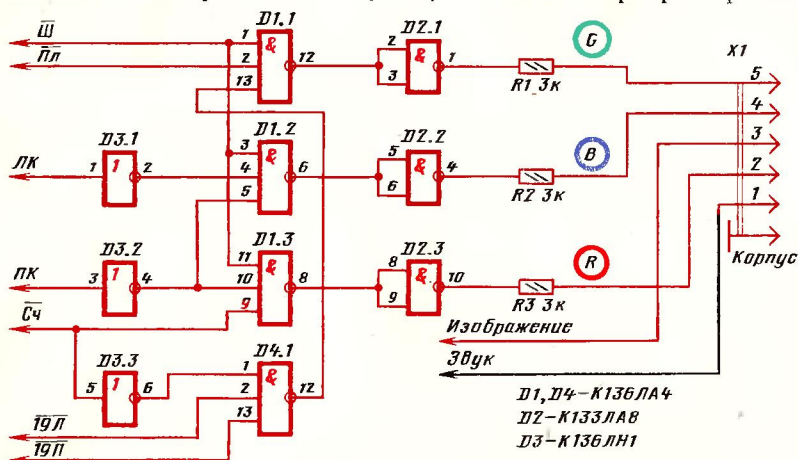 Ш
Пл
D1.1
1
2
13
&
12
D2.1
2
3
&
1
R1 3к
G
X1
5
4
3
2
1
Корпус
ЛК
D3.1
1
1
2
D1.2
3
4
5
&
6
D2.2
5
6
&
4
R2 3к
B
ПК
D3.2
3
1
4
D1.3
11
10
9
&
8
D2.3
8
9
&
10
R3 3к
R
Сч
D3.3
5
1
6
D4.1
1
2
13
&
12
19Л
19П
Изображение
Звук
D1, D4-К136ЛА4
D2-К133ЛА8
D3-К136ЛН1